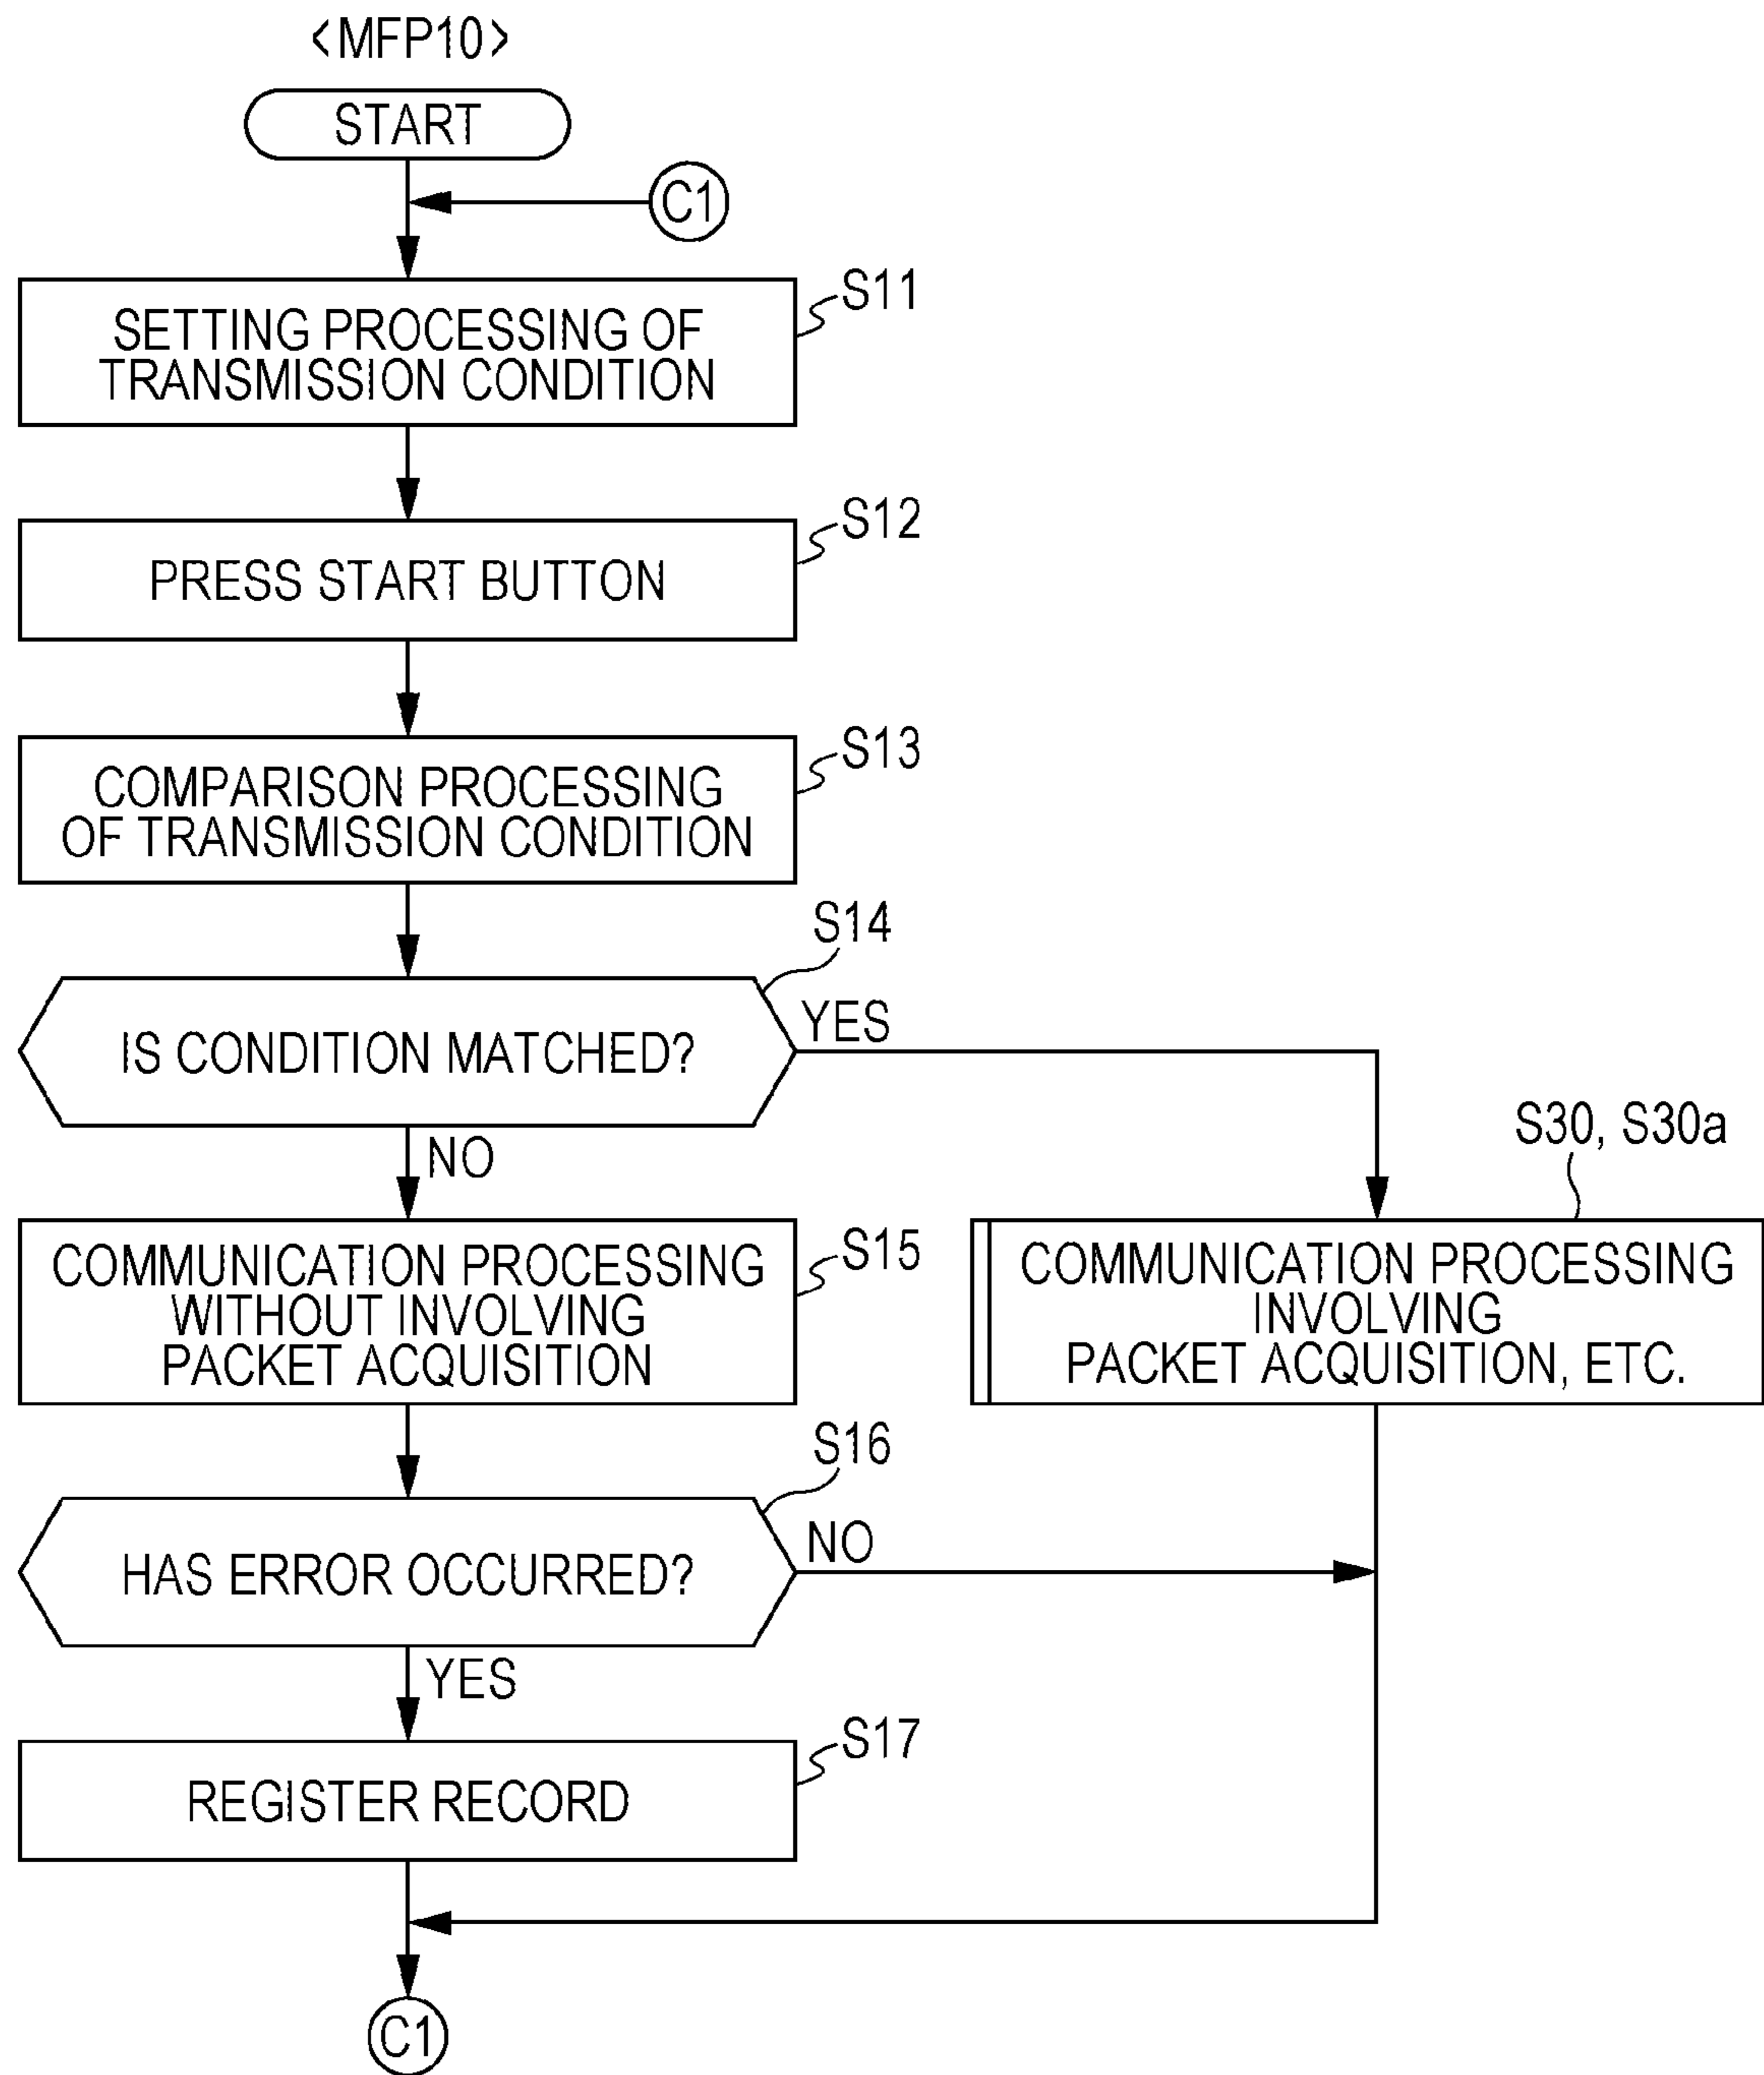 <MFP10>
START
C1
S11
SETTING PROCESSING OF
TRANSMISSION CONDITION
S12
PRESS START BUTTON
S13
COMPARISON PROCESSING
OF TRANSMISSION CONDITION
S14
IS CONDITION MATCHED?
YES
NO
S30, S30a
S15
COMMUNICATION PROCESSING
WITHOUT INVOLVING
PACKET ACQUISITION
COMMUNICATION PROCESSING
INVOLVING
PACKET ACQUISITION, ETC.
S16
HAS ERROR OCCURRED?
NO
YES
S17
REGISTER RECORD
C1